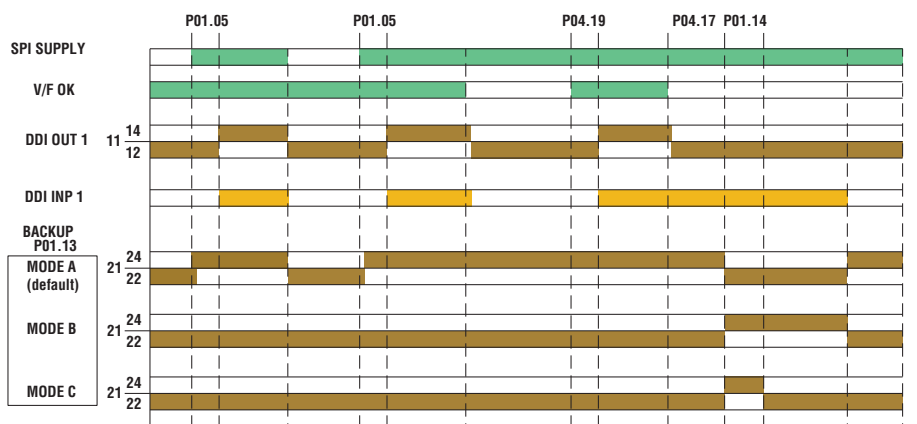 P01.05 P01.05 P04.19 P04.17 P01.14
SPI SUPPLY
V/F OK
DDI OUT 1 11 14
12
DDI INP 1
BACKUP
P01.13
MODE A
(default)
21 24
22
MODE B 21 24
22
MODE C 21 24
22